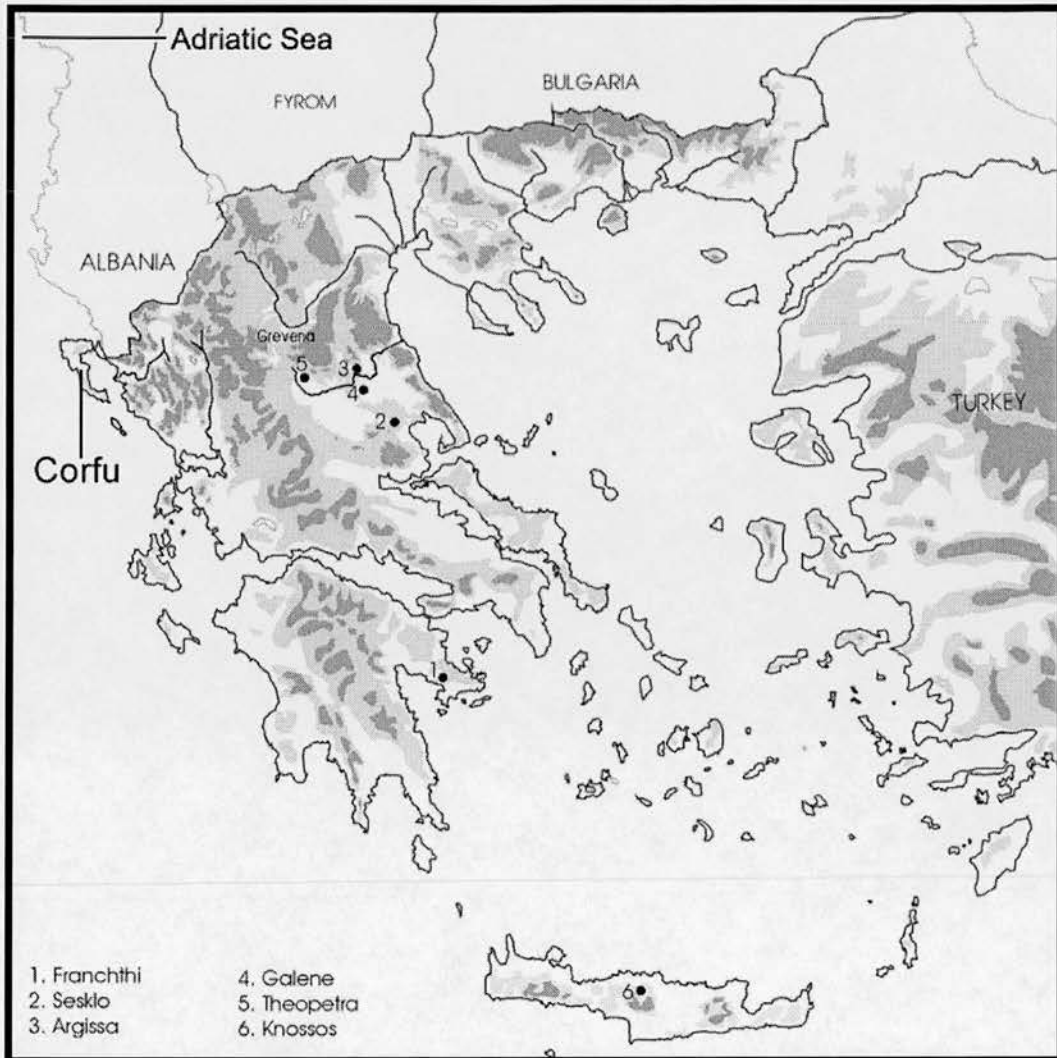 Adriatic Sea
BULGARIA
FYROM
ALBANIA
Grevena
5
3
4
2
TURKEY
Corfu
1
6
1. Franchthi
2. Sesklo
3. Argissa
4. Galene
5. Theopetra
6. Knossos